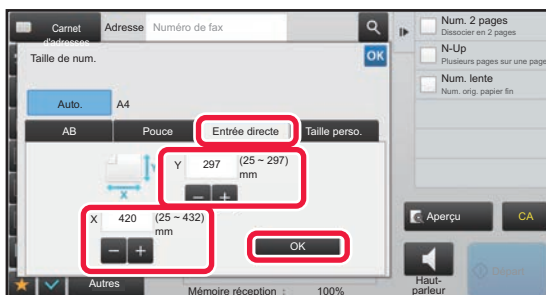 Carnet
d'adresses
Adresse
Numéro de fax
Taille de num.
OK
Auto.
A4
AB
Pouce
Entrée directe
Taille perso.
Y
Y
297
(25 ~ 297)
mm
X
X
420
(25 ~ 432)
mm
OK
Autres
Mémoire réception :
100%
Num. 2 pages
Dissocier en 2 pages
N-Up
Plusieurs pages sur une page
Num. lente
Num. orig. papier fin
Aperçu
CA
Haut-
parleur
Départ